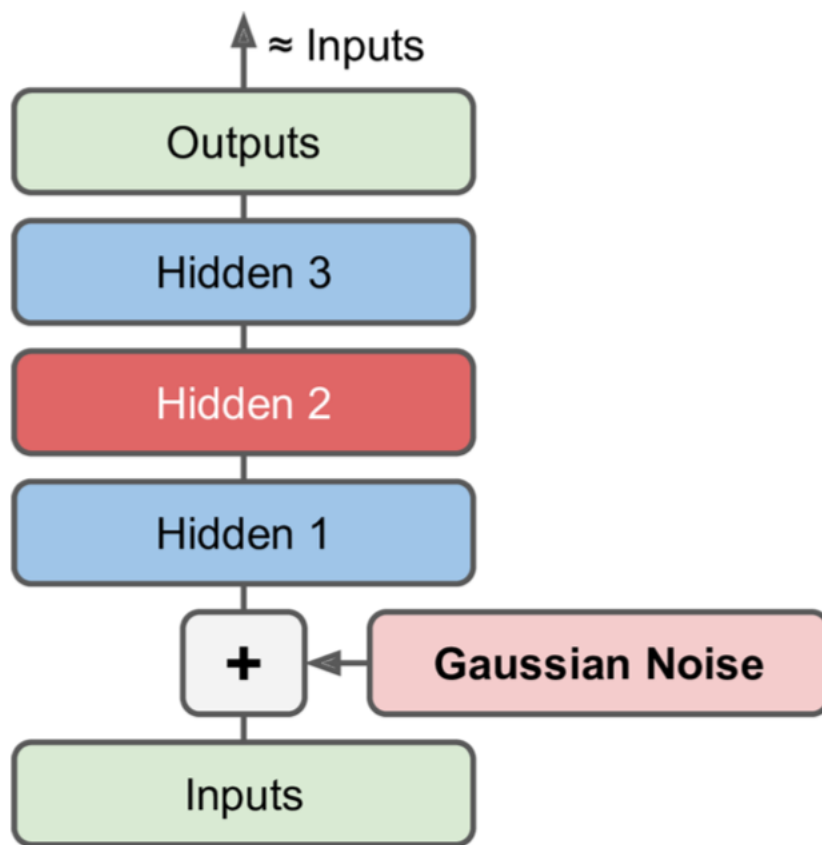 ≈ Inputs
Outputs
Hidden 3
Hidden 2
Hidden 1
+
Gaussian Noise
Inputs